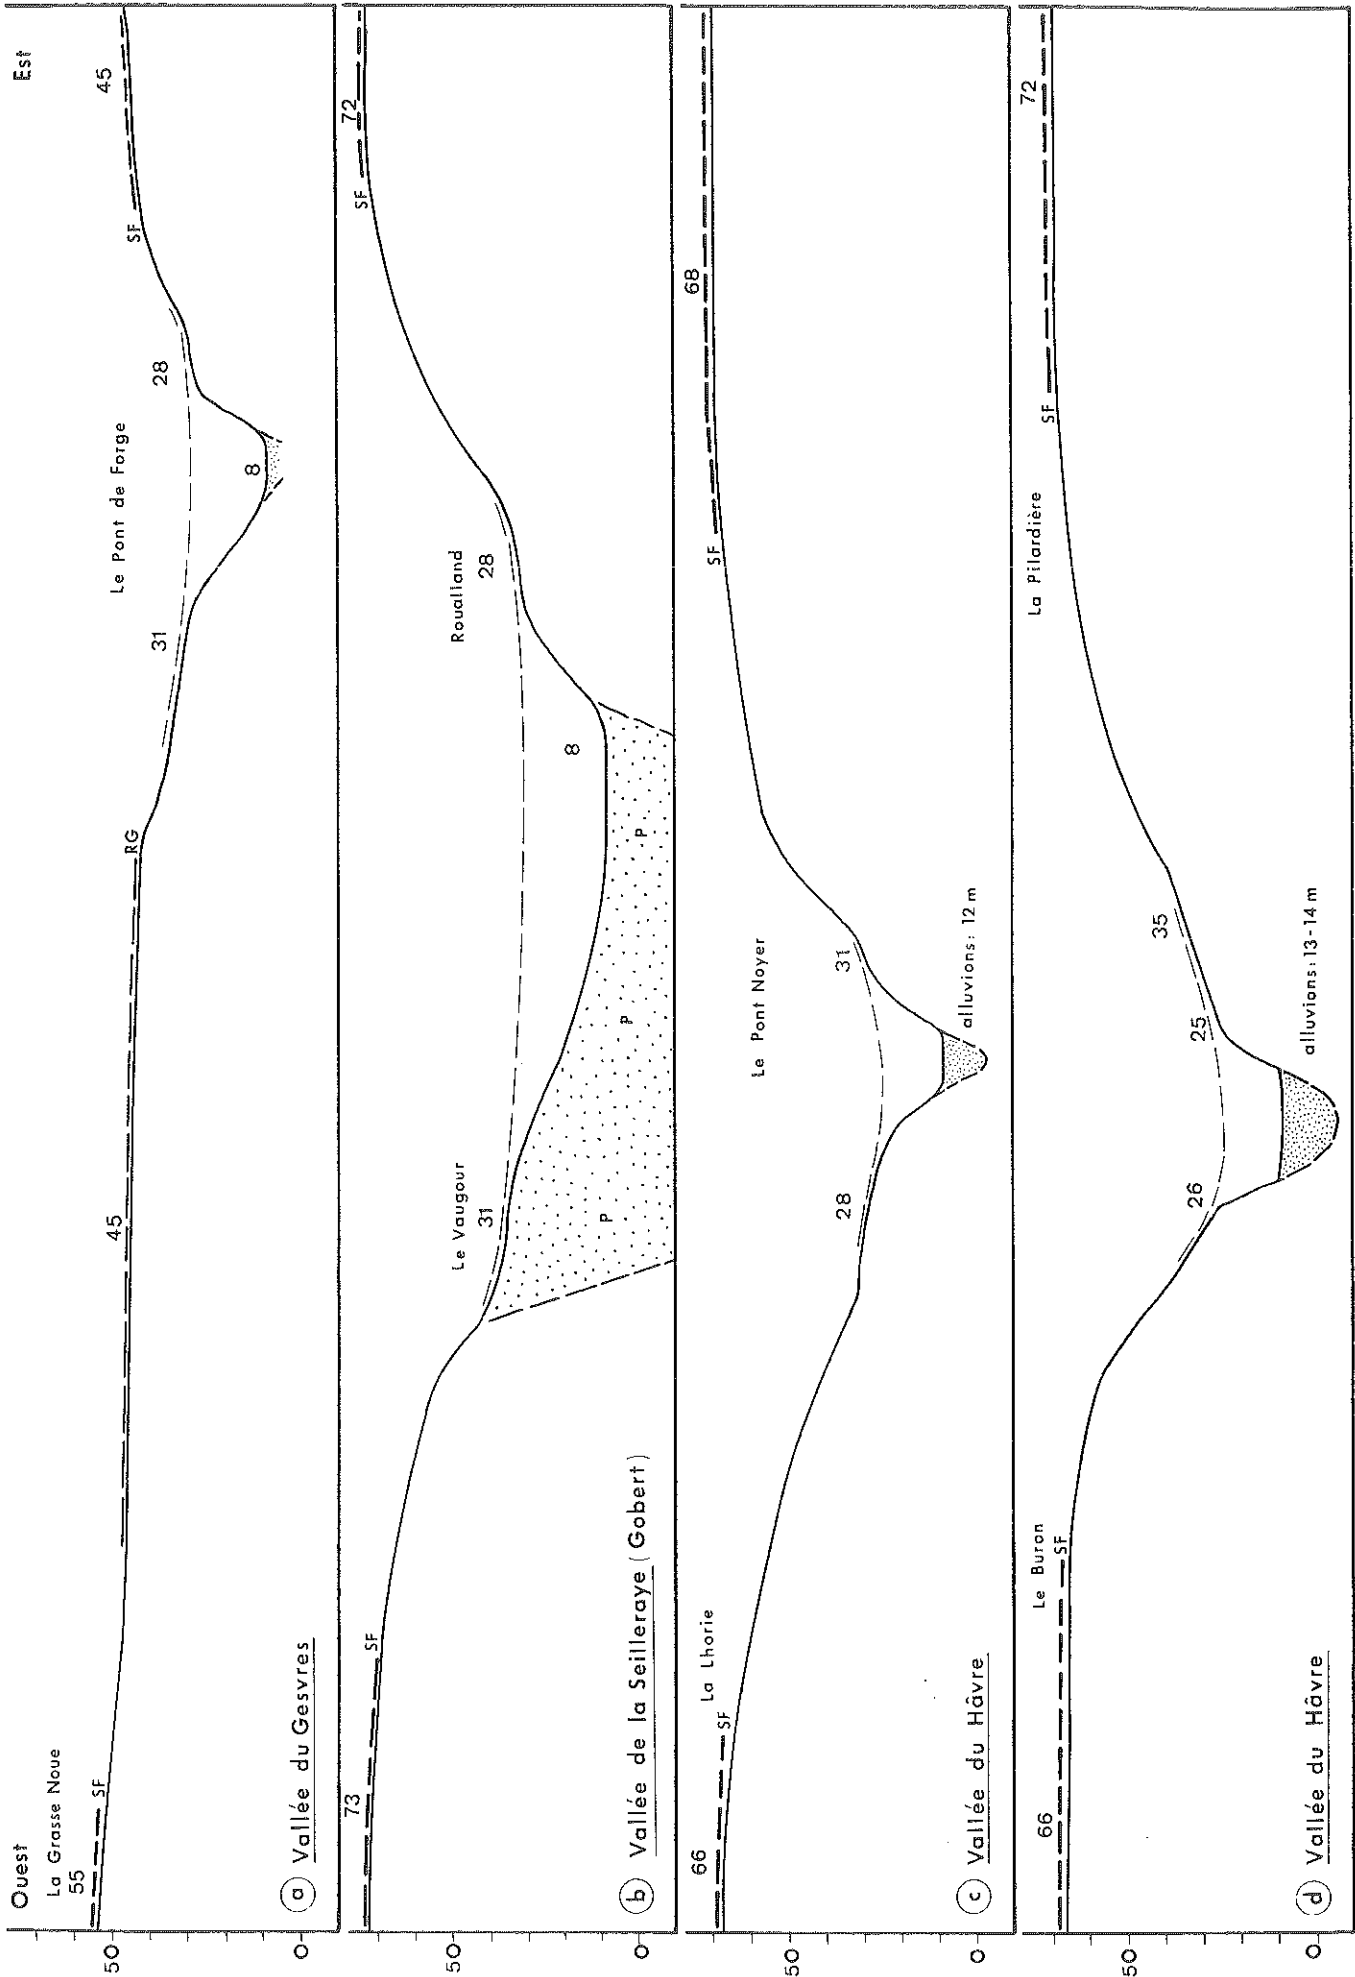 Ouest
Est
La Grasse Noue
55
SF
45
RG
31
Le Pont de Forge
8
28
SF
45
50
0
a Vallée du Gesvres
73
SF
Le Vaugour
31
P
P
P
8
Roualland
28
SF
72
50
0
b Vallée de la Seilleraye (Gobert)
66
La Lhorie
SF
28
Le Pont Noyer
31
alluvions: 12 m
SF
68
50
0
c Vallée du Hâvre
66
Le Buron
SF
26
25
35
alluvions: 13-14 m
La Pilardière
SF
72
50
0
d Vallée du Hâvre